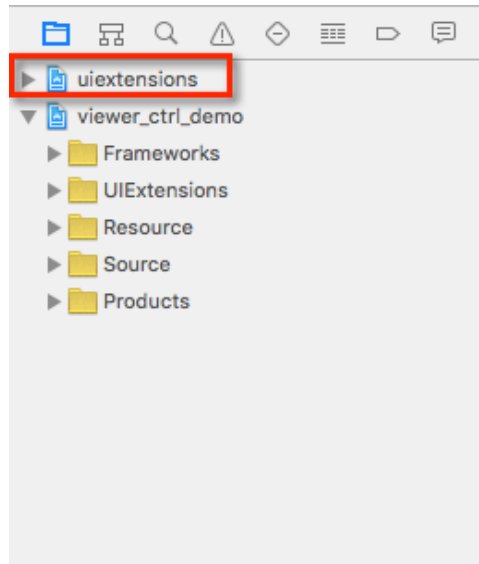 uiextensions
viewer_ctrl_demo
Frameworks
UIExtensions
Resource
Source
Products